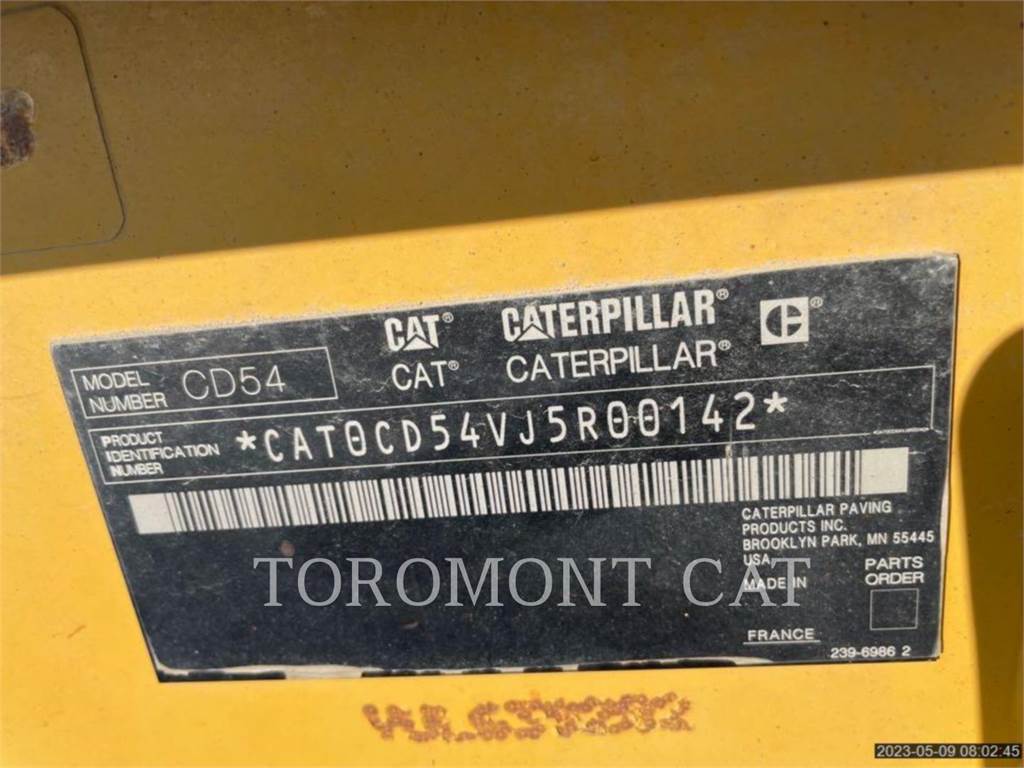 CAT® CATERPILLAR® ®
CAT® CATERPILLAR®
MODEL
NUMBER
CD54
PRODUCT
IDENTIFICATION
NUMBER
*CAT0CD54VJ5R00142*
CATERPILLAR PAVING
PRODUCTS INC.
BROOKLYN PARK, MN 55445
USA
MADE IN
FRANCE
PARTS
ORDER
239-6986 2
TOROMONT CAT
2023-05-09 08:02:45